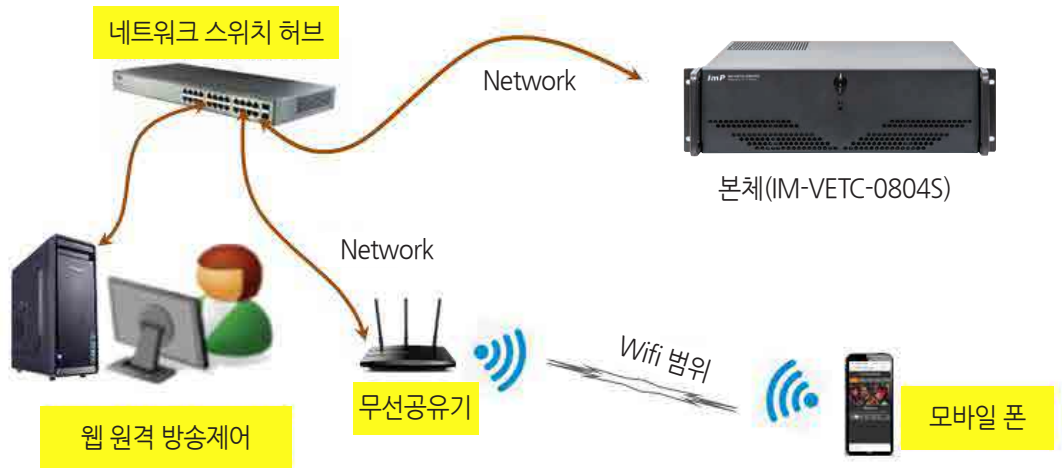 네트워크 스위치 허브
Network
ImP
본체(IM-VETC-0804S)
Network
Wifi 범위
무선공유기
모바일 폰
웹 원격 방송제어